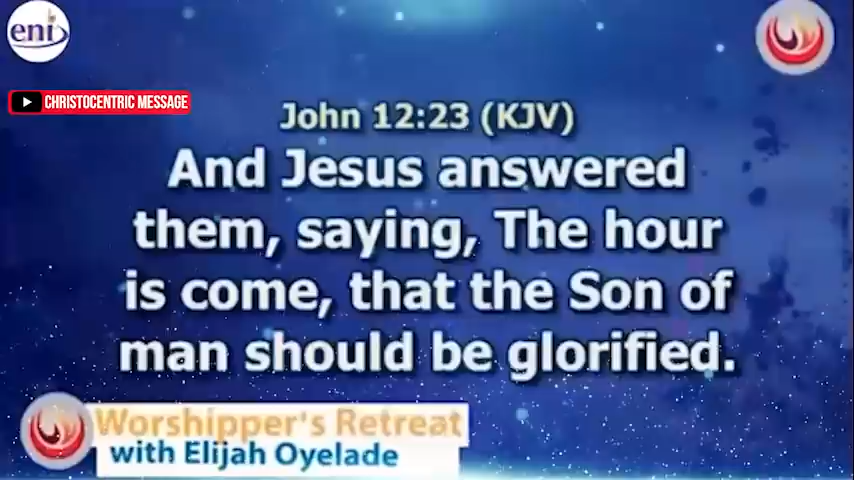 eni
CHRISTOCENTRIC MESSAGE
John 12:23 (KJV)
And Jesus answered
them, saying, The hour
is come, that the Son of
man should be glorified.
Worshipper's Retreat
with Elijah Oyelade